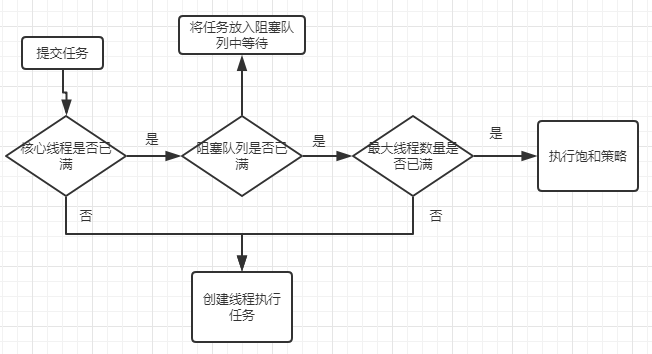 将任务放入阻塞队
列中等待
提交任务
核心线程是否已
满
是
阻塞队列是否已
满
是
最大线程数量是
否已满
是
执行饱和策略
否
否
创建线程执行
任务